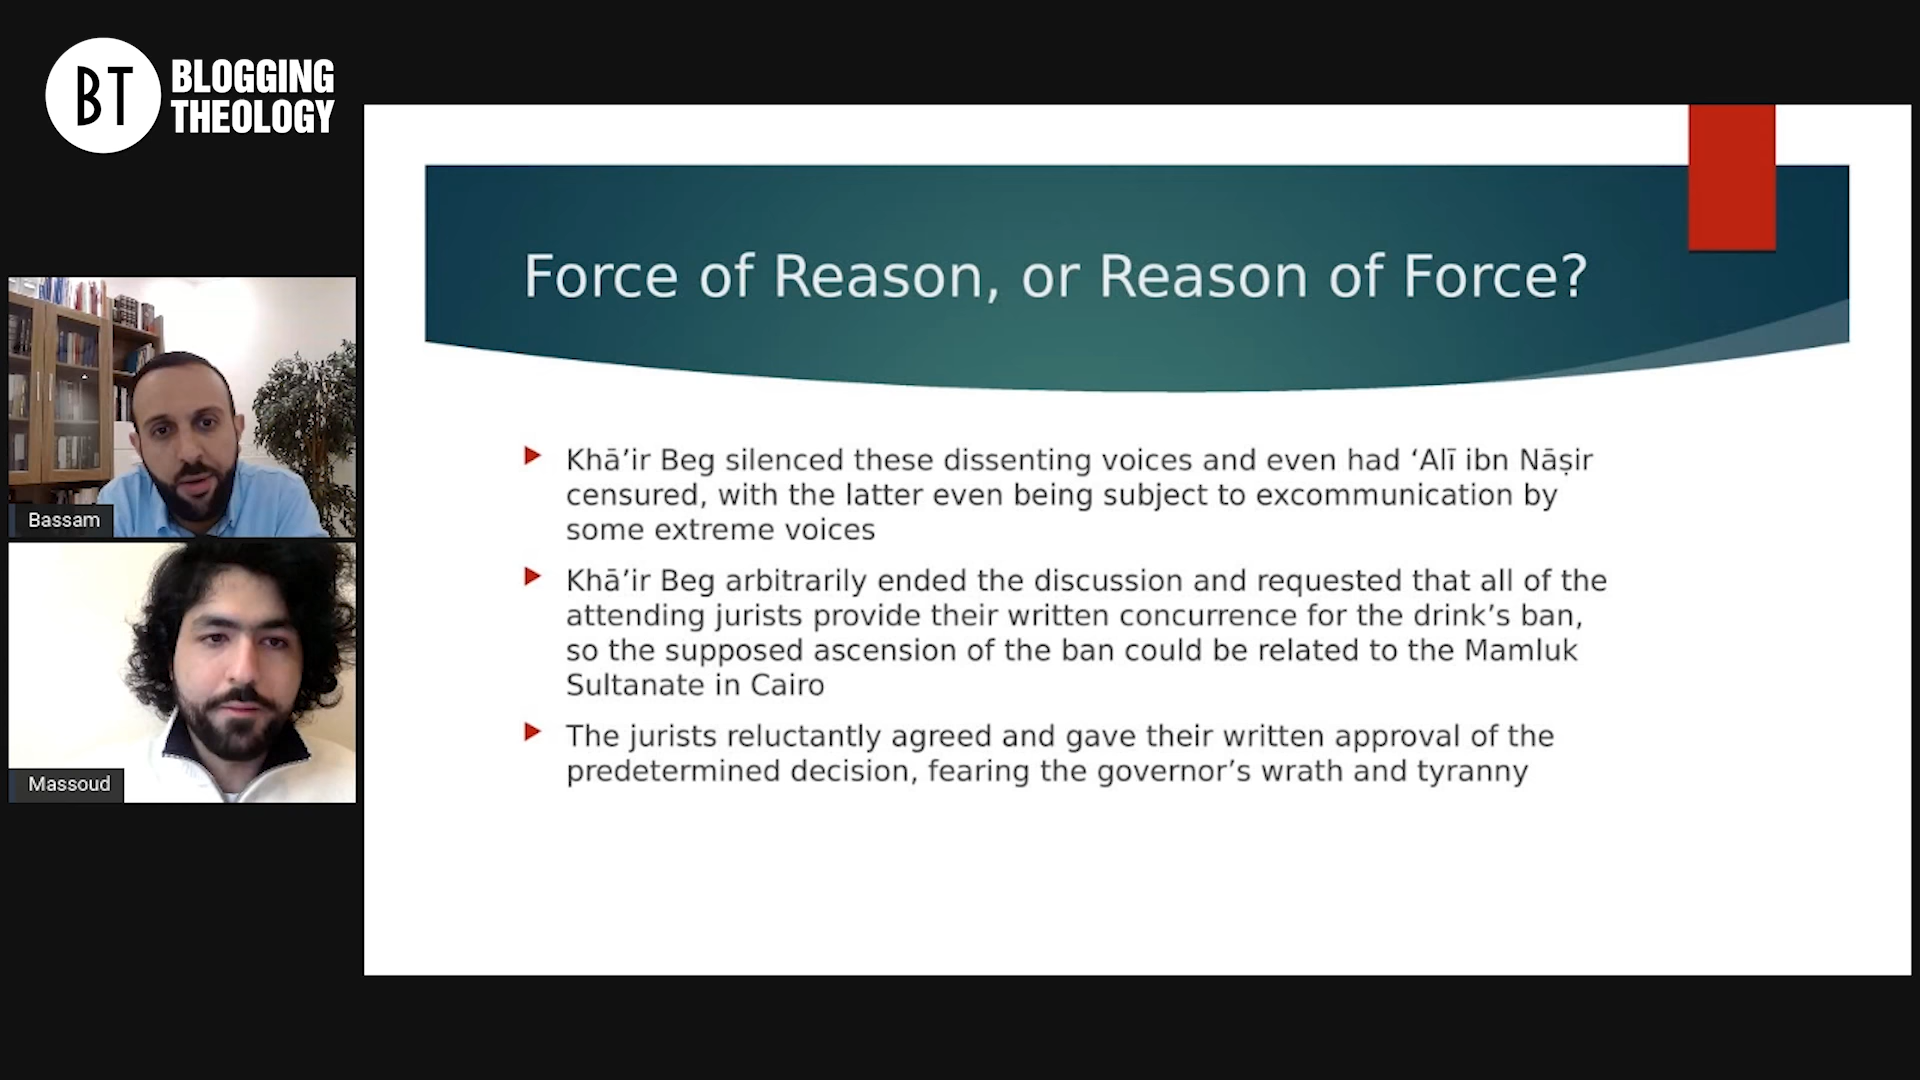 BT
BLOGGING
THEOLOGY
Force of Reason, or Reason of Force?
Khā’ir Beg silenced these dissenting voices and even had ‘Alī ibn Nāṣir
censured, with the latter even being subject to excommunication by
some extreme voices
Khā’ir Beg arbitrarily ended the discussion and requested that all of the
attending jurists provide their written concurrence for the drink’s ban,
so the supposed ascension of the ban could be related to the Mamluk
Sultanate in Cairo
The jurists reluctantly agreed and gave their written approval of the
predetermined decision, fearing the governor’s wrath and tyranny
Bassam
Massoud